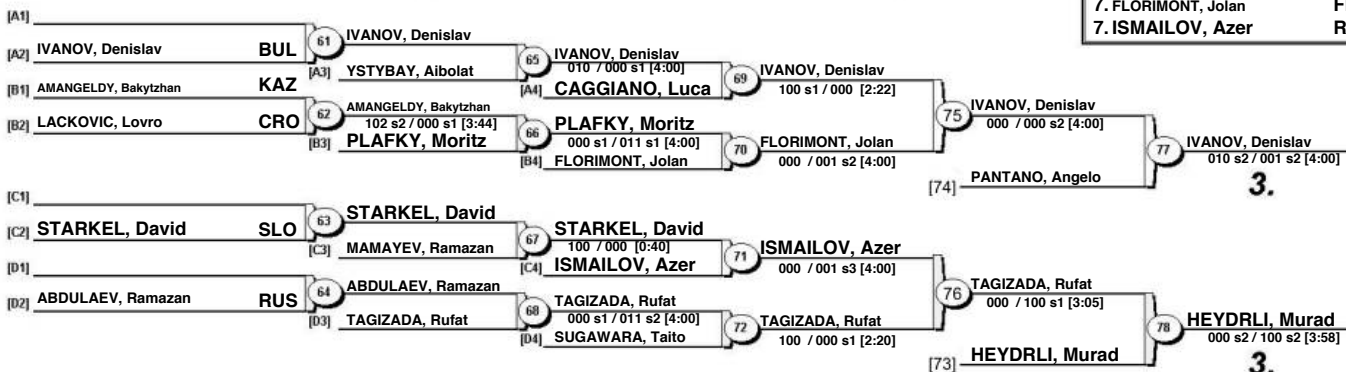 7. FLORIMONT, Jolan
7. ISMAILOV, Azer
[A1]
[A2] IVANOV, Denislav BUL
61
IVANOV, Denislav
[A3] YSTYBAY, Aibolat
65
IVANOV, Denislav
010 / 000 s1 [4:00]
[A4] CAGGIANO, Luca
69
IVANOV, Denislav
100 s1 / 000 [2:22]
[B1] AMANGELDY, Bakytzhan KAZ
[B2] LACKOVIC, Lovro CRO
62
AMANGELDY, Bakytzhan
102 s2 / 000 s1 [3:44]
[B3] PLAFKY, Moritz
66
PLAFKY, Moritz
000 s1 / 011 s1 [4:00]
[B4] FLORIMONT, Jolan
70
FLORIMONT, Jolan
000 / 001 s2 [4:00]
75
IVANOV, Denislav
000 / 000 s2 [4:00]
[74] PANTANO, Angelo
77
IVANOV, Denislav
010 s2 / 001 s2 [4:00]
3.
[C1]
[C2] STARKEL, David SLO
63
STARKEL, David
[C3] MAMAYEV, Ramazan
67
STARKEL, David
100 / 000 [0:40]
[C4] ISMAILOV, Azer
71
ISMAILOV, Azer
000 / 001 s3 [4:00]
[D1]
[D2] ABDULAEV, Ramazan RUS
64
ABDULAEV, Ramazan
[D3] TAGIZADA, Rufat
68
TAGIZADA, Rufat
000 s1 / 011 s2 [4:00]
[D4] SUGAWARA, Taito
72
TAGIZADA, Rufat
100 / 000 s1 [2:20]
76
TAGIZADA, Rufat
000 / 100 s1 [3:05]
[73] HEYDRLI, Murad
78
HEYDRLI, Murad
000 s2 / 100 s2 [3:58]
3.